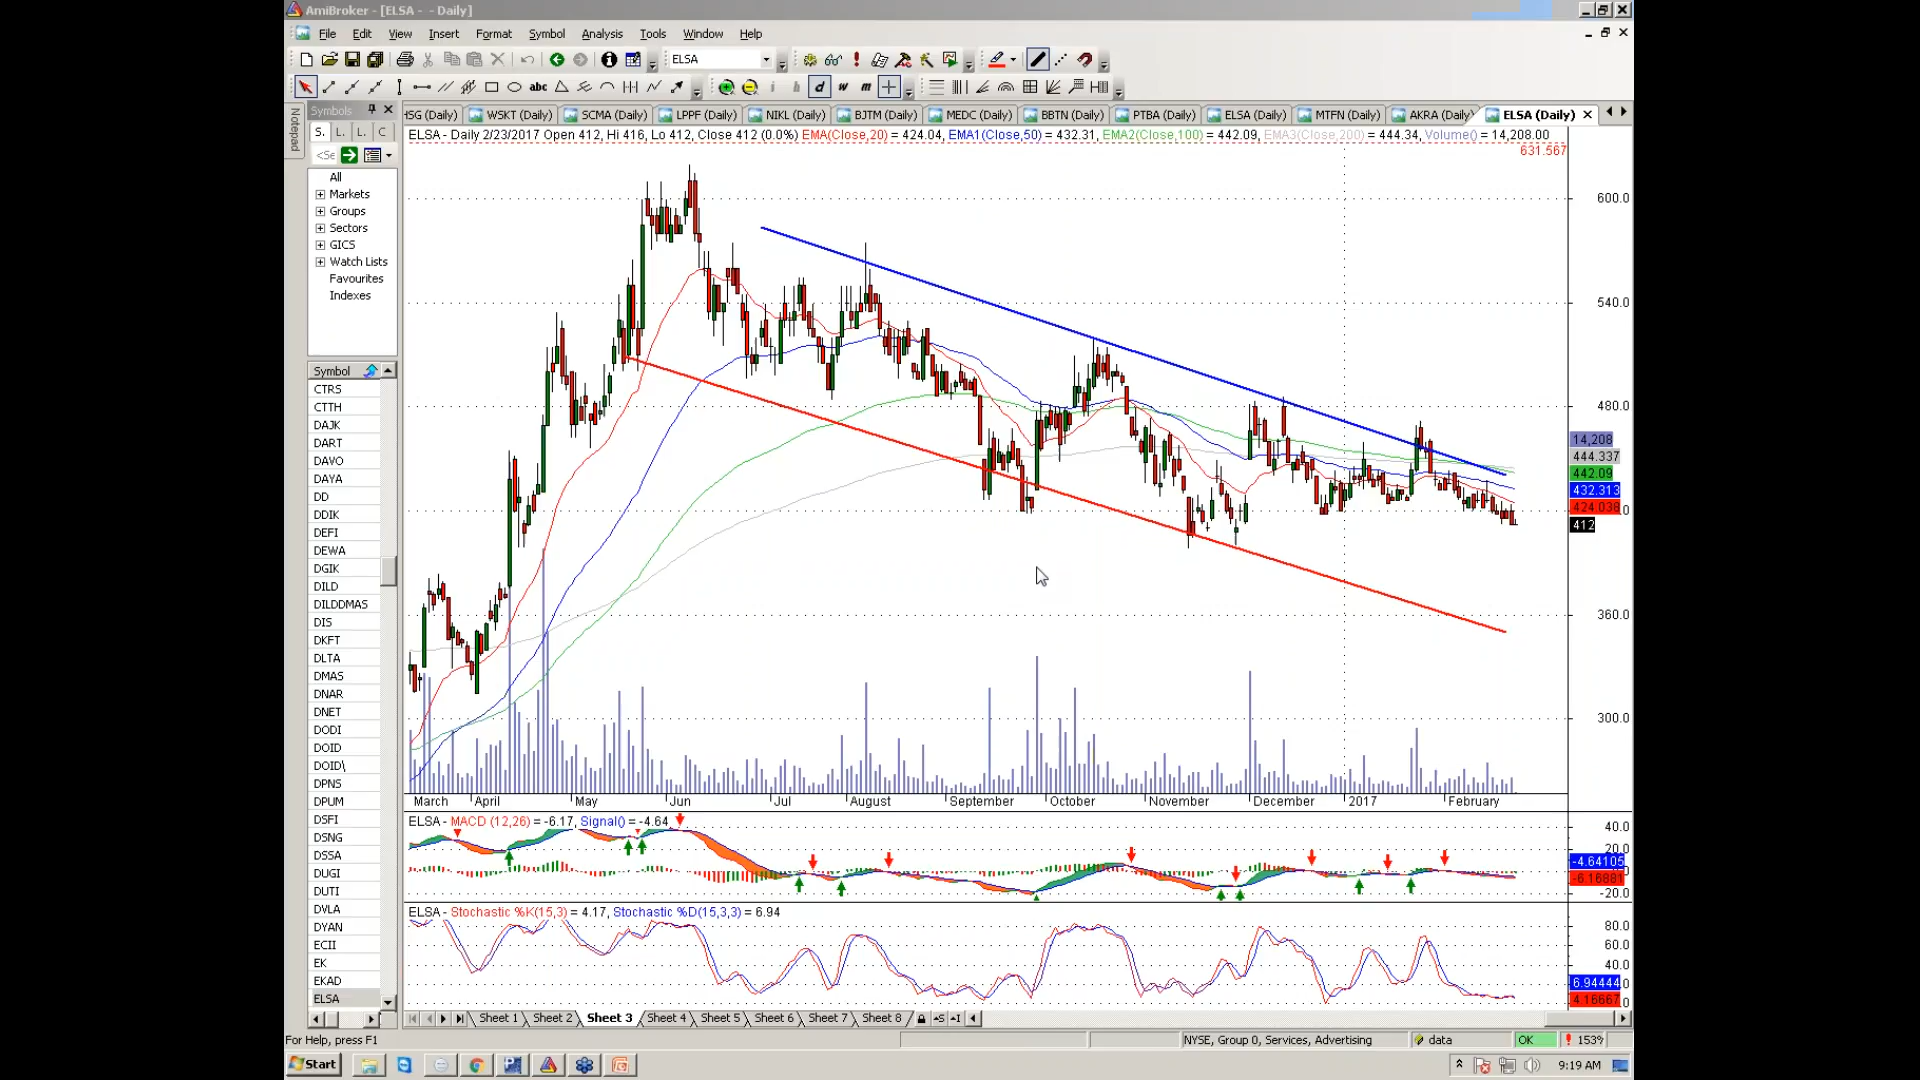 AmiBroker - [ELSA - - Daily]
File Edit View Insert Format Symbol Analysis Tools Window Help
ELSA
abc d w m
Symbols
HSG (Daily) WSKT (Daily) SCMA (Daily) LPPF (Daily) NIKL (Daily) BJTM (Daily) MEDC (Daily) BBTN (Daily) PTBA (Daily) ELSA (Daily) MTFN (Daily) AKRA (Daily) ELSA (Daily)
Notepad
S. L. L. C
<Se
ELSA - Daily 2/23/2017 Open 412, Hi 416, Lo 412, Close 412 (0.0%) EMA(Close,20) = 424.04, EMA1(Close,50) = 432.31, EMA2(Close,100) = 442.09, EMA3(Close,200) = 444.34, Volume() = 14,208.00
631.567
All
Markets
Groups
Sectors
GICS
Watch Lists
Favourites
Indexes
Symbol
CTRS
CTTH
DAJK
DART
DAVO
DAYA
DD
DDIK
DEFI
DEWA
DGIK
DILD
DILDDMAS
DIS
DKFT
DLTA
DMAS
DNAR
DNET
DODI
DOID
DOID\
DPNS
DPUM
DSFI
DSNG
DSSA
DUGI
DUTI
DVLA
DYAN
ECII
EK
EKAD
ELSA
600.0
540.0
480.0
14,208
444.337
442.09
432.313
424.038
412
360.0
300.0
March April May Jun Jul August September October November December 2017 February
ELSA - MACD (12,26) = -6.17, Signal() = -4.64
40.0
20.0
-4.64105
-6.16881
-20.0
ELSA - Stochastic %K(15,3) = 4.17, Stochastic %D(15,3,3) = 6.94
80.0
60.0
40.0
6.94444
4.16667
Sheet 1 Sheet 2 Sheet 3 Sheet 4 Sheet 5 Sheet 6 Sheet 7 Sheet 8
For Help, press F1
NYSE, Group 0, Services, Advertising data OK 153%
Start
9:19 AM